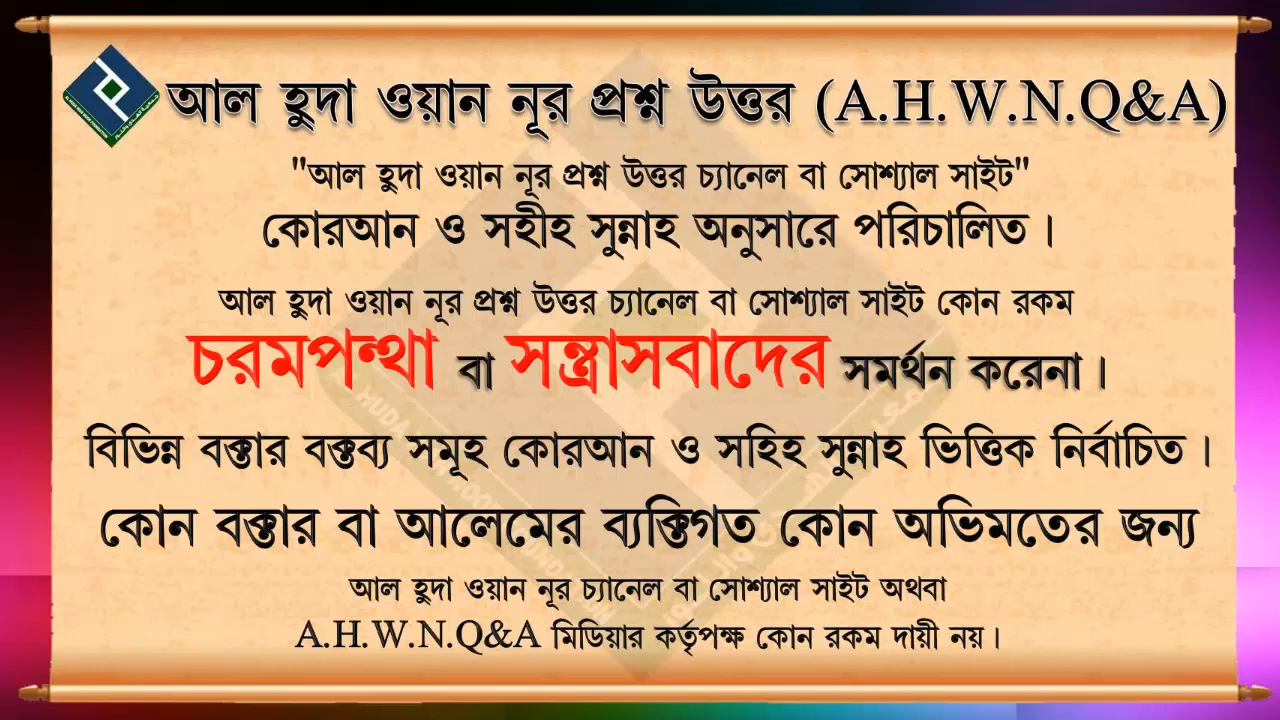 আল হুদা ওয়ান নূর প্রশ্ন উত্তর (A.H.W.N.Q&A)
"আল হুদা ওয়ান নূর প্রশ্ন উত্তর চ্যানেল বা সোশ্যাল সাইট"
কোরআন ও সহীহ সুন্নাহ অনুসারে পরিচালিত।
আল হুদা ওয়ান নূর প্রশ্ন উত্তর চ্যানেল বা সোশ্যাল সাইট কোন রকম
চরমপন্থা বা সন্ত্রাসবাদের সমর্থন করেনা।
বিভিন্ন বক্তার বক্তব্য সমূহ কোরআন ও সহিহ সুন্নাহ ভিত্তিক নির্বাচিত।
কোন বক্তার বা আলেমের ব্যক্তিগত কোন অভিমতের জন্য
আল হুদা ওয়ান নূর চ্যানেল বা সোশ্যাল সাইট অথবা
A.H.W.N.Q&A মিডিয়ার কর্তৃপক্ষ কোন রকম দায়ী নয়।